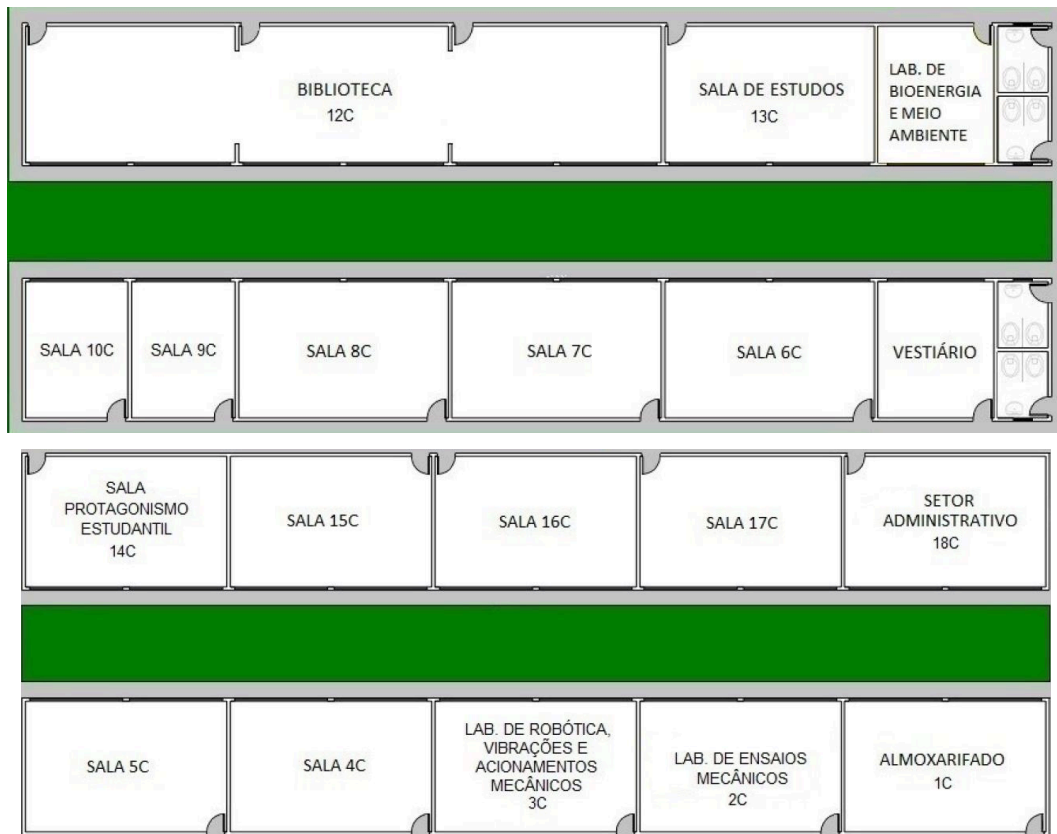 BIBLIOTECA
12C
SALA DE ESTUDOS
13C
LAB. DE
BIOENERGIA
E MEIO
AMBIENTE
SALA 10C
SALA 9C
SALA 8C
SALA 7C
SALA 6C
VESTIÁRIO
SALA
PROTAGONISMO
ESTUDANTIL
14C
SALA 15C
SALA 16C
SALA 17C
SETOR
ADMINISTRATIVO
18C
SALA 5C
SALA 4C
LAB. DE ROBÓTICA,
VIBRAÇÕES E
ACIONAMENTOS
MECÂNICOS
3C
LAB. DE ENSAIOS
MECÂNICOS
2C
ALMOXARIFADO
1C